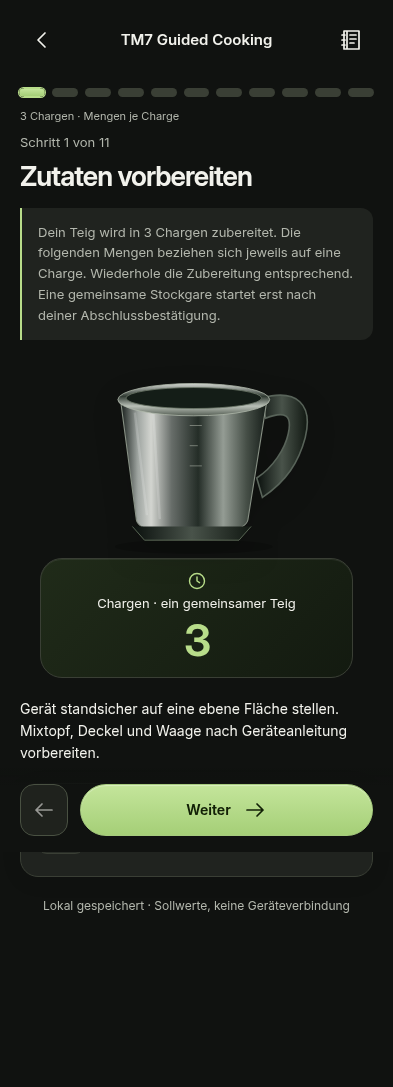 TM7 Guided Cooking
3 Chargen · Mengen je Charge
Schritt 1 von 11
Zutaten vorbereiten
Dein Teig wird in 3 Chargen zubereitet. Die
folgenden Mengen beziehen sich jeweils auf eine
Charge. Wiederhole die Zubereitung entsprechend.
Eine gemeinsame Stockgare startet erst nach
deiner Abschlussbestätigung.
Chargen · ein gemeinsamer Teig
3
Gerät standsicher auf eine ebene Fläche stellen.
Mixtopf, Deckel und Waage nach Geräteanleitung
vorbereiten.
Weiter
Lokal gespeichert · Sollwerte, keine Geräteverbindung